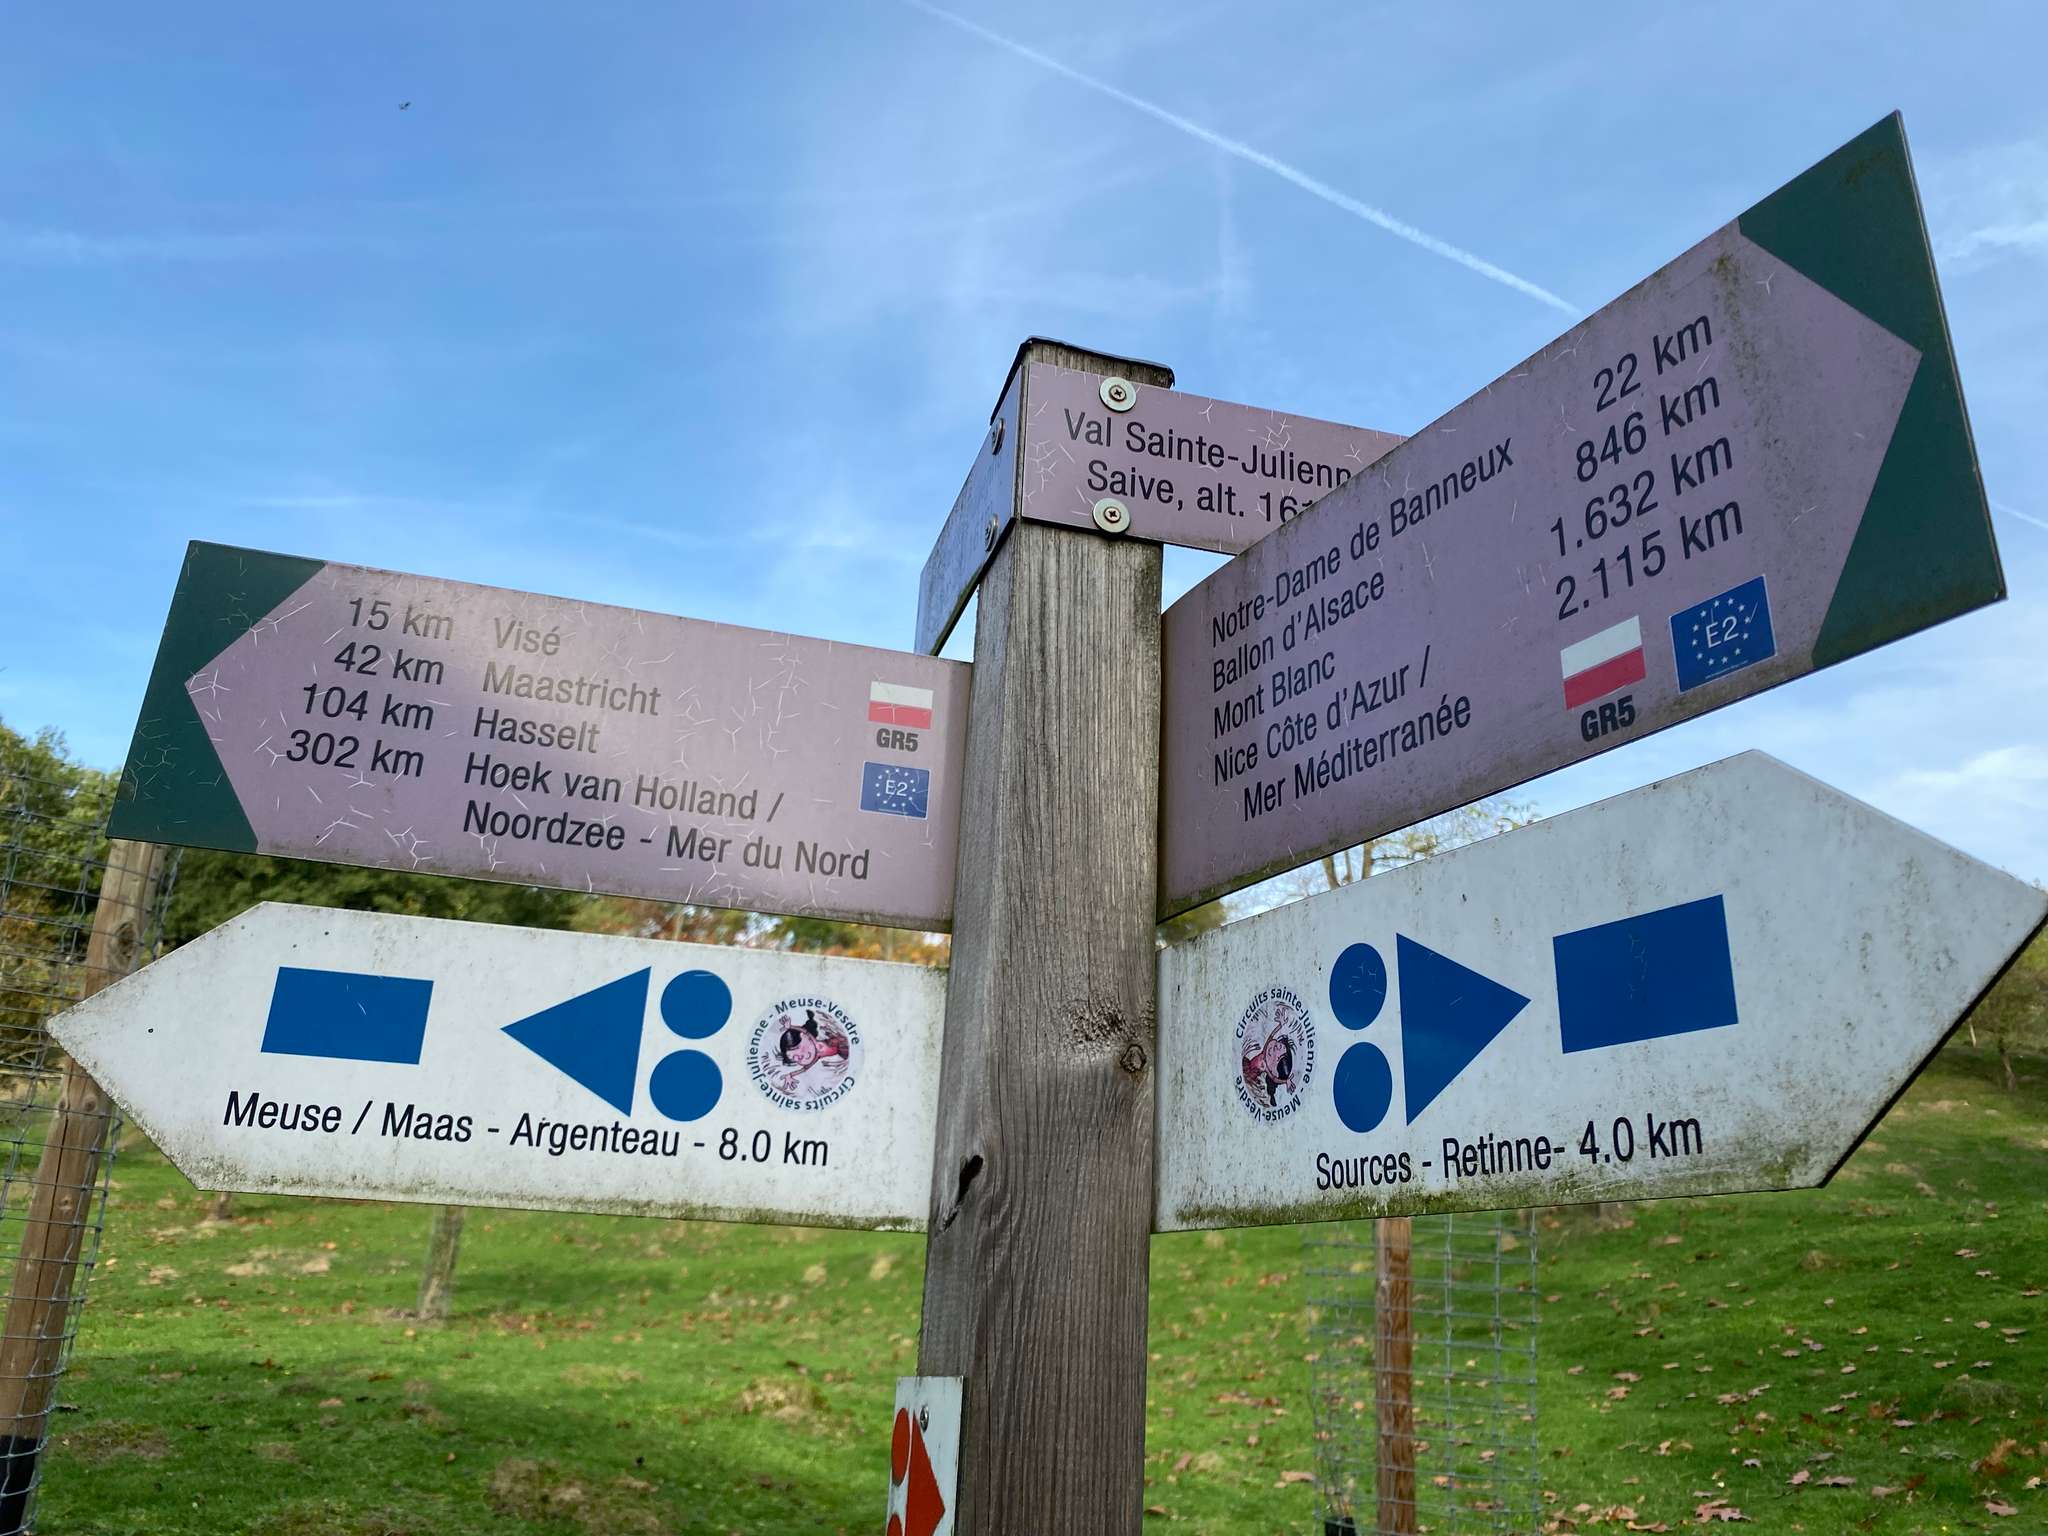 Val Sainte-Julienn
Saive, alt. 16
15 km Visé
42 km Maastricht
104 km Hasselt
302 km Hoek van Holland /
Noordzee - Mer du Nord
GR5
E2
Notre-Dame de Banneux 22 km
Ballon d'Alsace 846 km
Mont Blanc 1.632 km
Nice Côte d'Azur / 2.115 km
Mer Méditerranée
GR5
E2
Circuits sainte-Julienne - Meuse-Vesdre
Meuse / Maas - Argenteau - 8.0 km
Circuits sainte-Julienne - Meuse-Vesdre
Sources - Retinne- 4.0 km